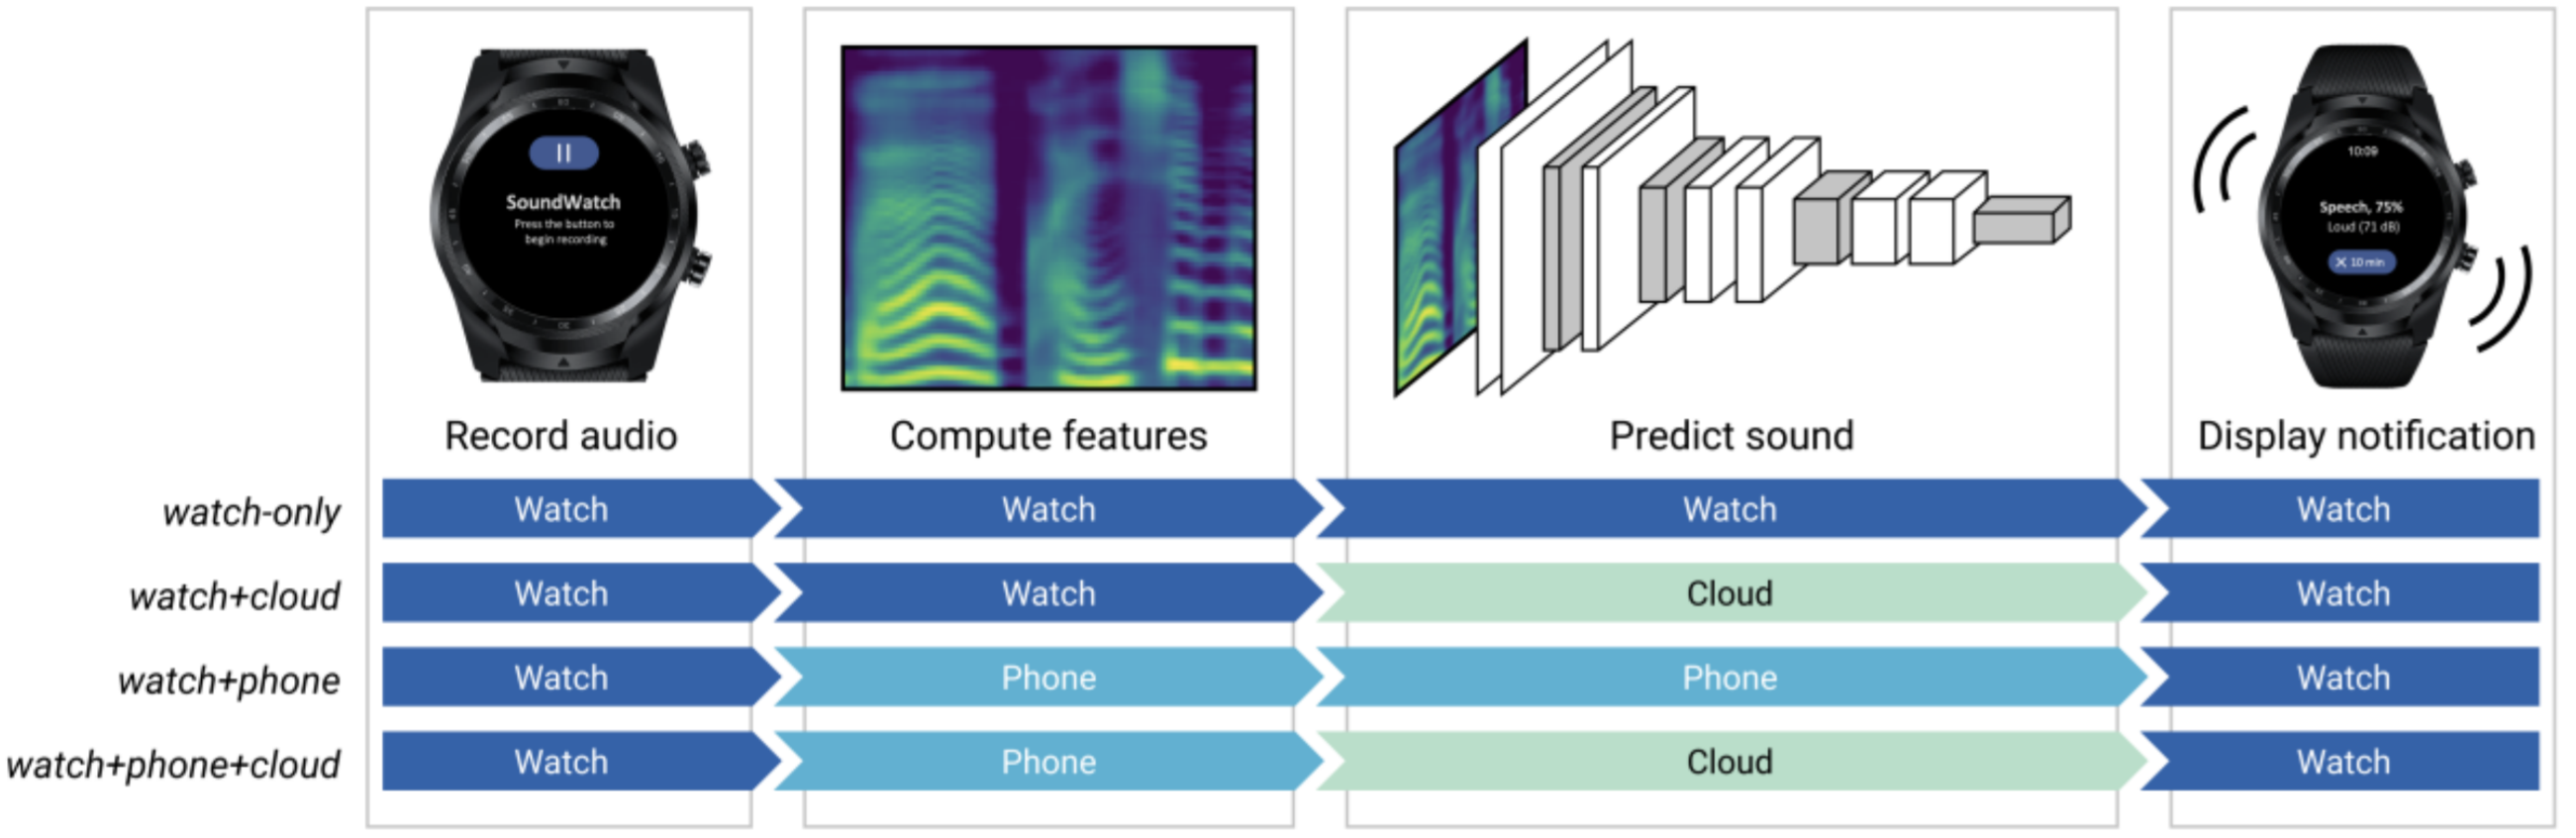 SoundWatch
Press the button to
begin recording
10:09
Speech, 75%
Loud (71 dB)
X 10 min
Record audio
Compute features
Predict sound
Display notification
watch-only
Watch
Watch
Watch
Watch
watch+cloud
Watch
Watch
Cloud
Watch
watch+phone
Watch
Phone
Phone
Watch
watch+phone+cloud
Watch
Phone
Cloud
Watch